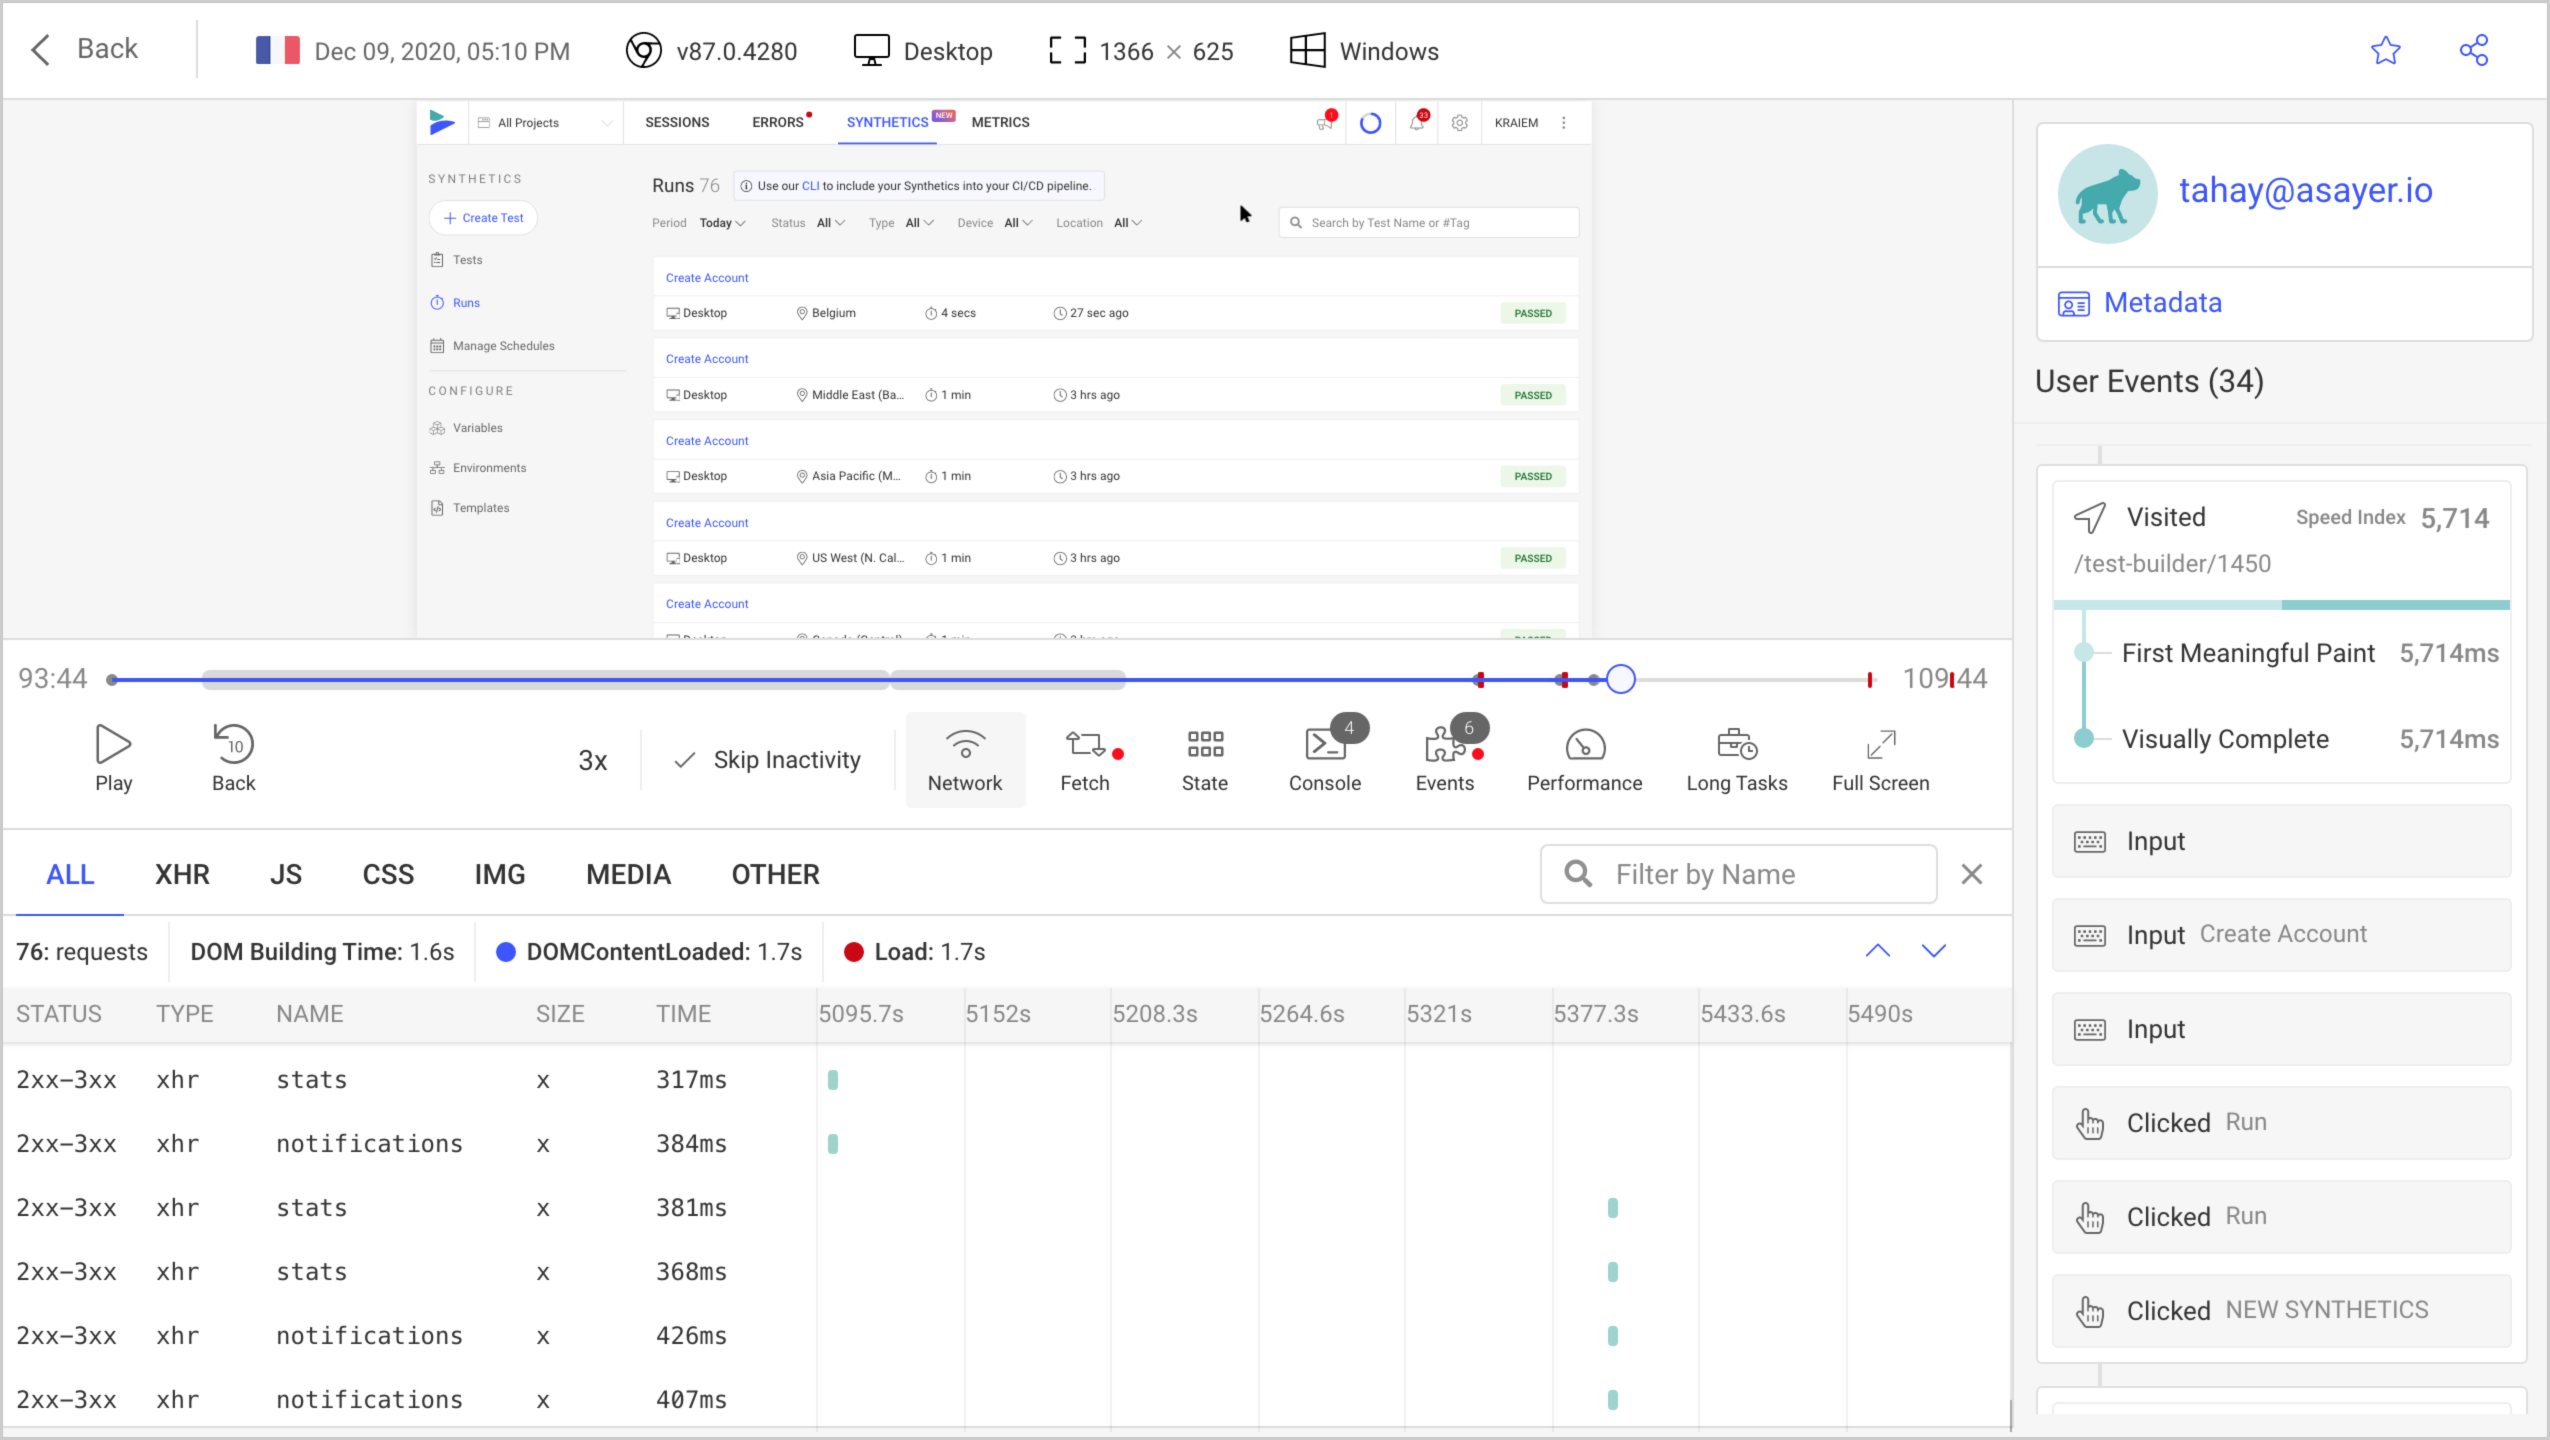 Back
Dec 09, 2020, 05:10 PM
v87.0.4280
Desktop
1366 × 625
Windows
All Projects
SESSIONS
ERRORS
SYNTHETICS
NEW
METRICS
1
33
KRAIEM
SYNTHETICS
Create Test
Tests
Runs
Manage Schedules
CONFIGURE
Variables
Environments
Templates
Runs 76
Use our CLI to include your Synthetics into your CI/CD pipeline.
Period Today Status All Type All Device All Location All
Search by Test Name or #Tag
Create Account
Desktop Belgium 4 secs 27 sec ago PASSED
Create Account
Desktop Middle East (Ba... 1 min 3 hrs ago PASSED
Create Account
Desktop Asia Pacific (M... 1 min 3 hrs ago PASSED
Create Account
Desktop US West (N. Cal... 1 min 3 hrs ago PASSED
Create Account
93:44
109:44
10
Play
Back
3x
Skip Inactivity
Network
Fetch
State
4
Console
6
Events
Performance
Long Tasks
Full Screen
ALL XHR JS CSS IMG MEDIA OTHER
Filter by Name
76: requests
DOM Building Time: 1.6s
DOMContentLoaded: 1.7s
Load: 1.7s
STATUS TYPE NAME SIZE TIME 5095.7s 5152s 5208.3s 5264.6s 5321s 5377.3s 5433.6s 5490s
2xx–3xx xhr stats x 317ms
2xx–3xx xhr notifications x 384ms
2xx–3xx xhr stats x 381ms
2xx–3xx xhr stats x 368ms
2xx–3xx xhr notifications x 426ms
2xx–3xx xhr notifications x 407ms
tahay@asayer.io
Metadata
User Events (34)
Visited Speed Index 5,714
/test-builder/1450
First Meaningful Paint 5,714ms
Visually Complete 5,714ms
Input
Input Create Account
Input
Clicked Run
Clicked Run
Clicked NEW SYNTHETICS